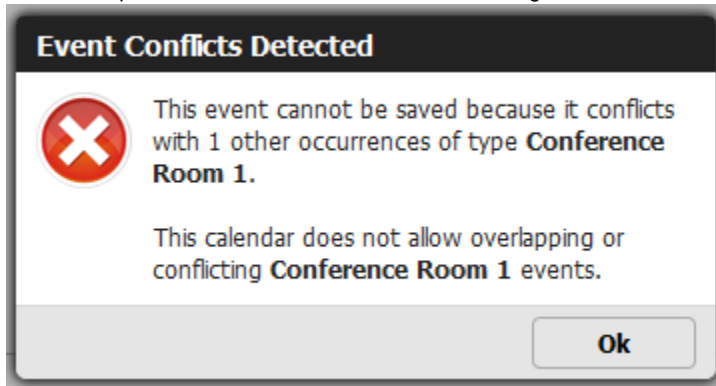 Event Conflicts Detected
This event cannot be saved because it conflicts
with 1 other occurrences of type Conference
Room 1.
This calendar does not allow overlapping or
conflicting Conference Room 1 events.
Ok